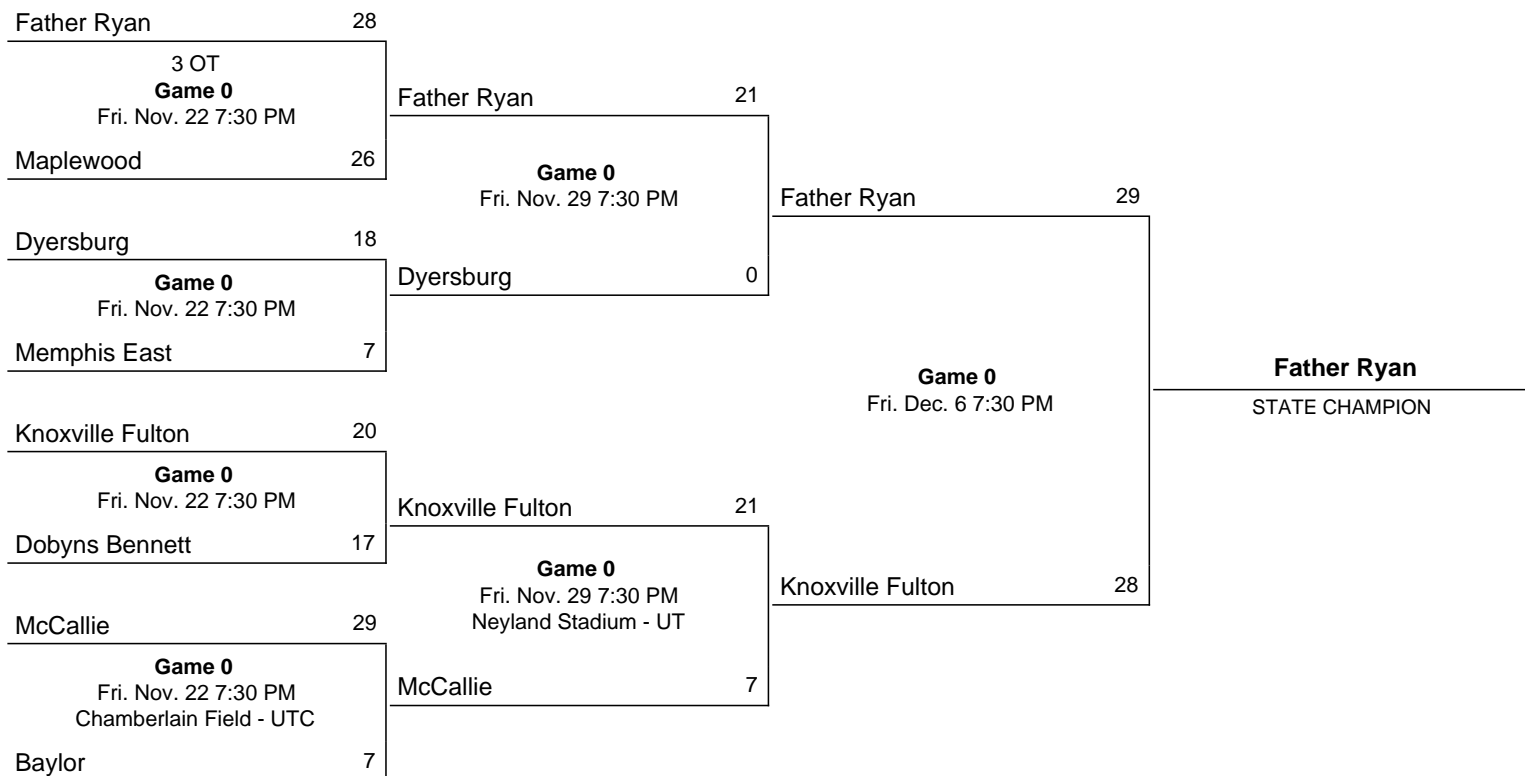 Father Ryan 28
3 OT
Game 0
Fri. Nov. 22 7:30 PM
Maplewood 26
Dyersburg 18
Game 0
Fri. Nov. 22 7:30 PM
Memphis East 7
Knoxville Fulton 20
Game 0
Fri. Nov. 22 7:30 PM
Dobyns Bennett 17
McCallie 29
Game 0
Fri. Nov. 22 7:30 PM
Chamberlain Field - UTC
Baylor 7
Father Ryan 21
Game 0
Fri. Nov. 29 7:30 PM
Dyersburg 0
Knoxville Fulton 21
Game 0
Fri. Nov. 29 7:30 PM
Neyland Stadium - UT
McCallie 7
Father Ryan 29
Game 0
Fri. Dec. 6 7:30 PM
Knoxville Fulton 28
Father Ryan
STATE CHAMPION